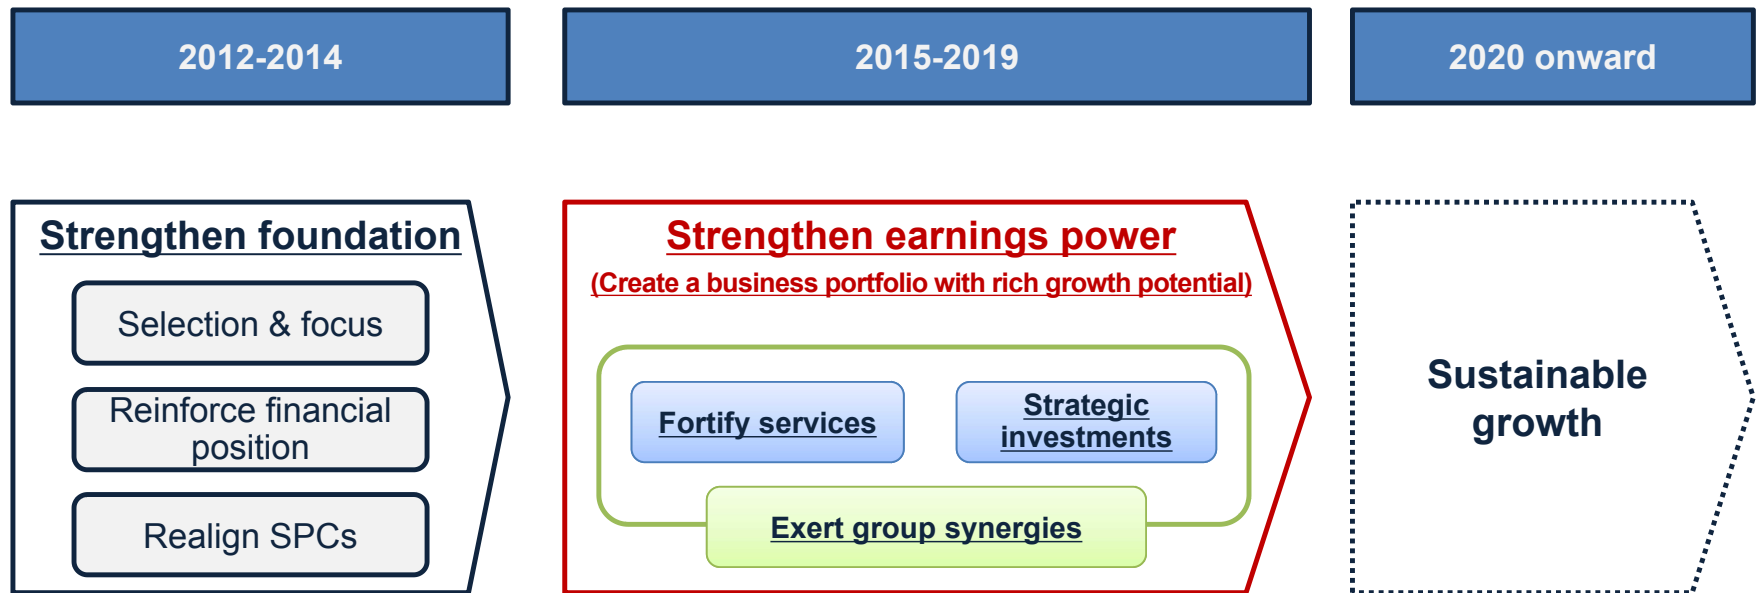 2012-2014
2015-2019
2020 onward
Strengthen foundation
Selection & focus
Reinforce financial
position
Realign SPCs
Strengthen earnings power
(Create a business portfolio with rich growth potential)
Fortify services
Strategic
investments
Exert group synergies
Sustainable
growth